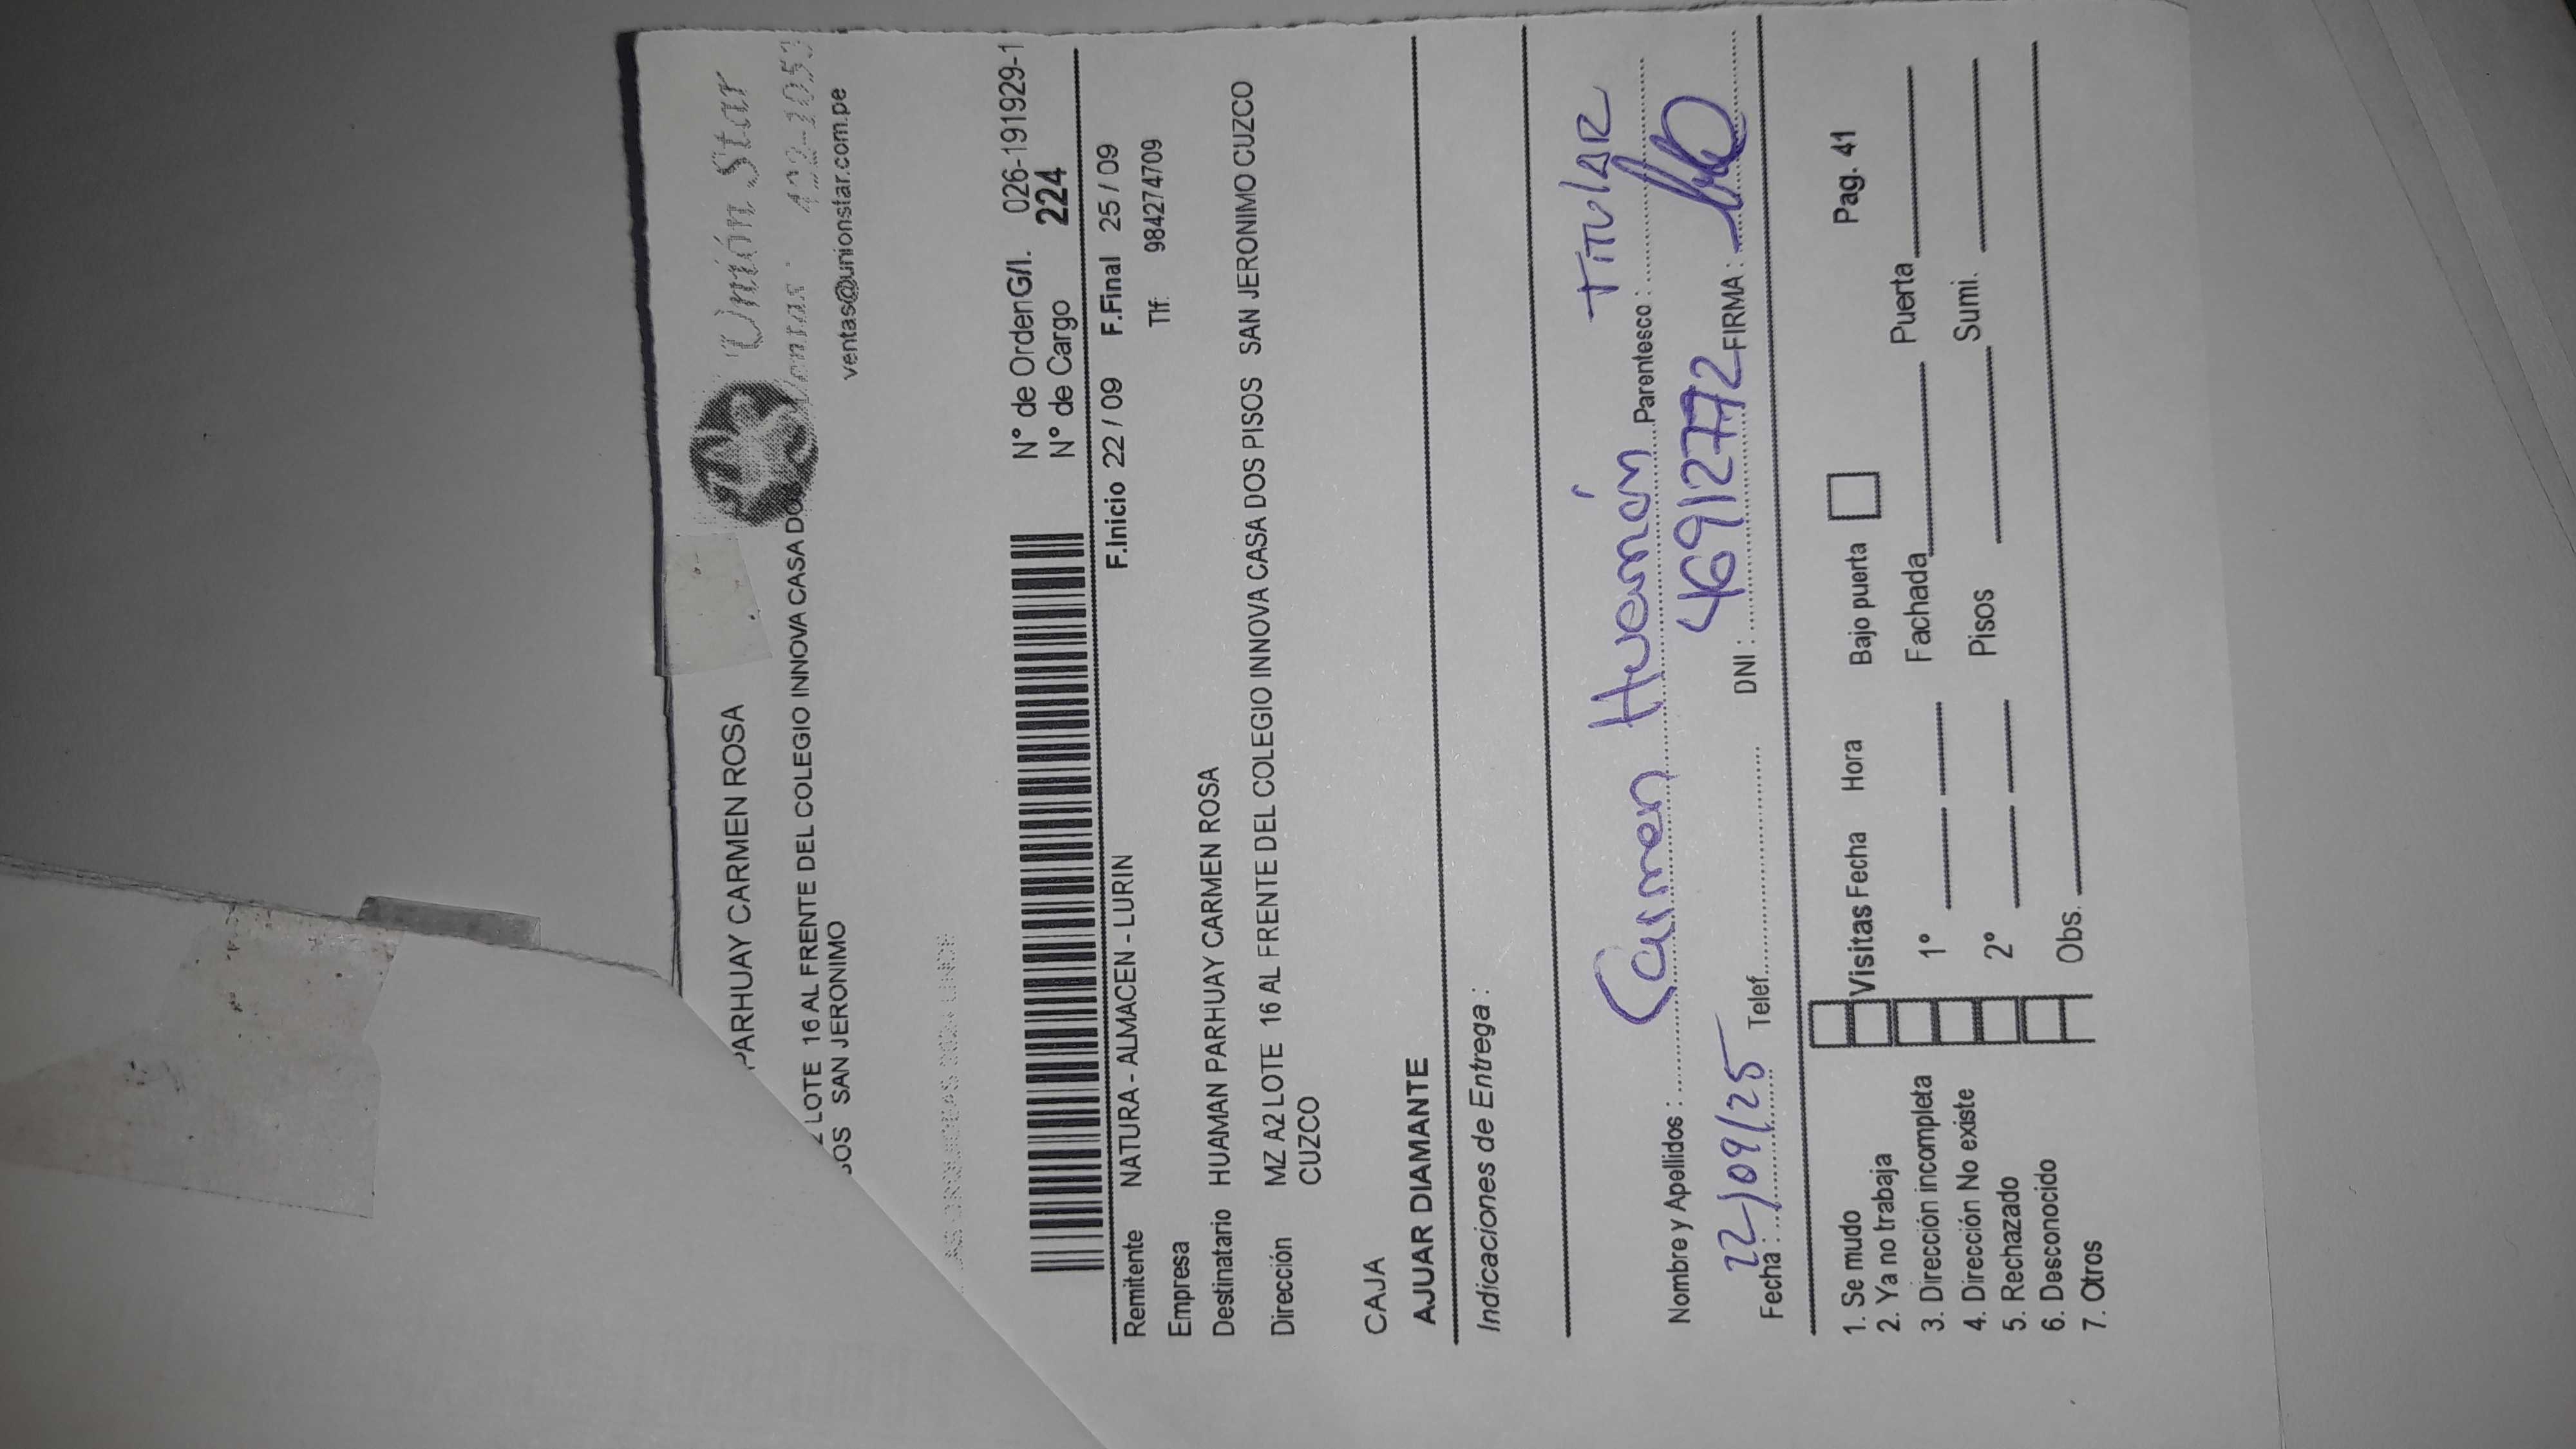 PARHUAY CARMEN ROSA
Unión Star
LOTE 16 AL FRENTE DEL COLEGIO INNOVA CASA DOS
SAN JERONIMO
ventas@unionstar.com.pe
N° de Orden G/I. 026-191929-1
N° de Cargo 224
F.Inicio 22 / 09 F.Final 25 / 09
Remitente NATURA - ALMACEN - LURIN
Tlf: 984274709
Empresa
Destinatario HUAMAN PARHUAY CARMEN ROSA
Dirección MZ A2 LOTE 16 AL FRENTE DEL COLEGIO INNOVA CASA DOS PISOS SAN JERONIMO CUZCO
CUZCO
CAJA
AJUAR DIAMANTE
Indicaciones de Entrega :
Nombre y Apellidos : Carmen Huamán Parentesco : TITULAR
Fecha : 22/09/25 Telef. DNI : 46912772 FIRMA :
1. Se mudo
2. Ya no trabaja
3. Dirección incompleta
4. Dirección No existe
5. Rechazado
6. Desconocido
7. Otros
Visitas Fecha Hora Bajo puerta Pag. 41
1° Fachada Puerta
2° Pisos Sumi.
Obs.